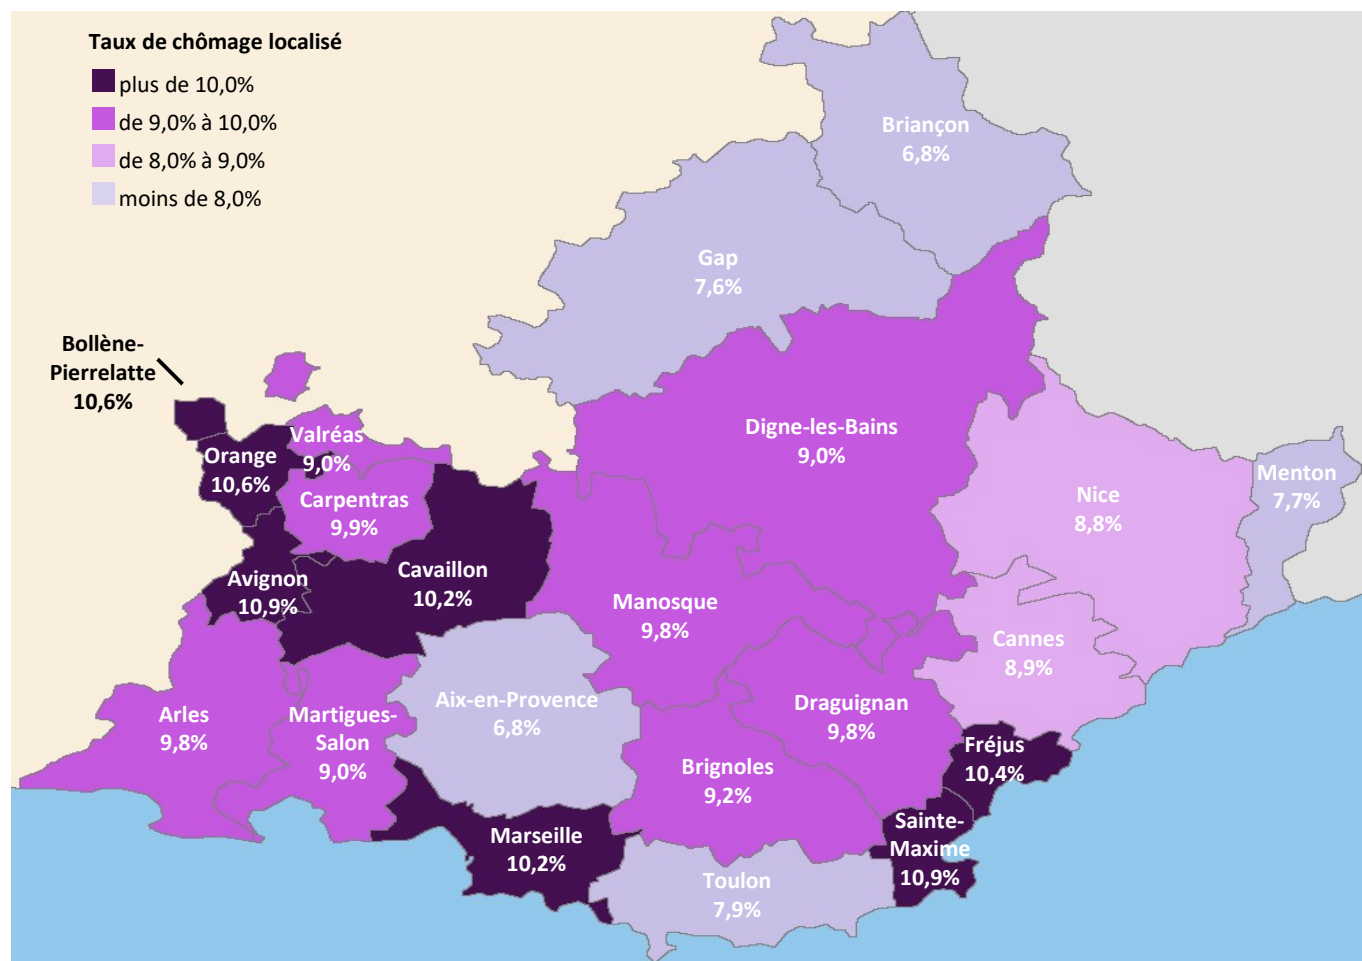 Taux de chômage localisé
plus de 10,0%
de 9,0% à 10,0%
de 8,0% à 9,0%
moins de 8,0%
Briançon
6,8%
Gap
7,6%
Bollène-
Pierrelatte
10,6%
Valréas
9,0%
Orange
10,6%
Carpentras
9,9%
Digne-les-Bains
9,0%
Menton
7,7%
Nice
8,8%
Avignon
10,9%
Cavaillon
10,2%
Manosque
9,8%
Cannes
8,9%
Arles
9,8%
Martigues-
Salon
9,0%
Aix-en-Provence
6,8%
Draguignan
9,8%
Fréjus
10,4%
Brignoles
9,2%
Marseille
10,2%
Sainte-
Maxime
10,9%
Toulon
7,9%